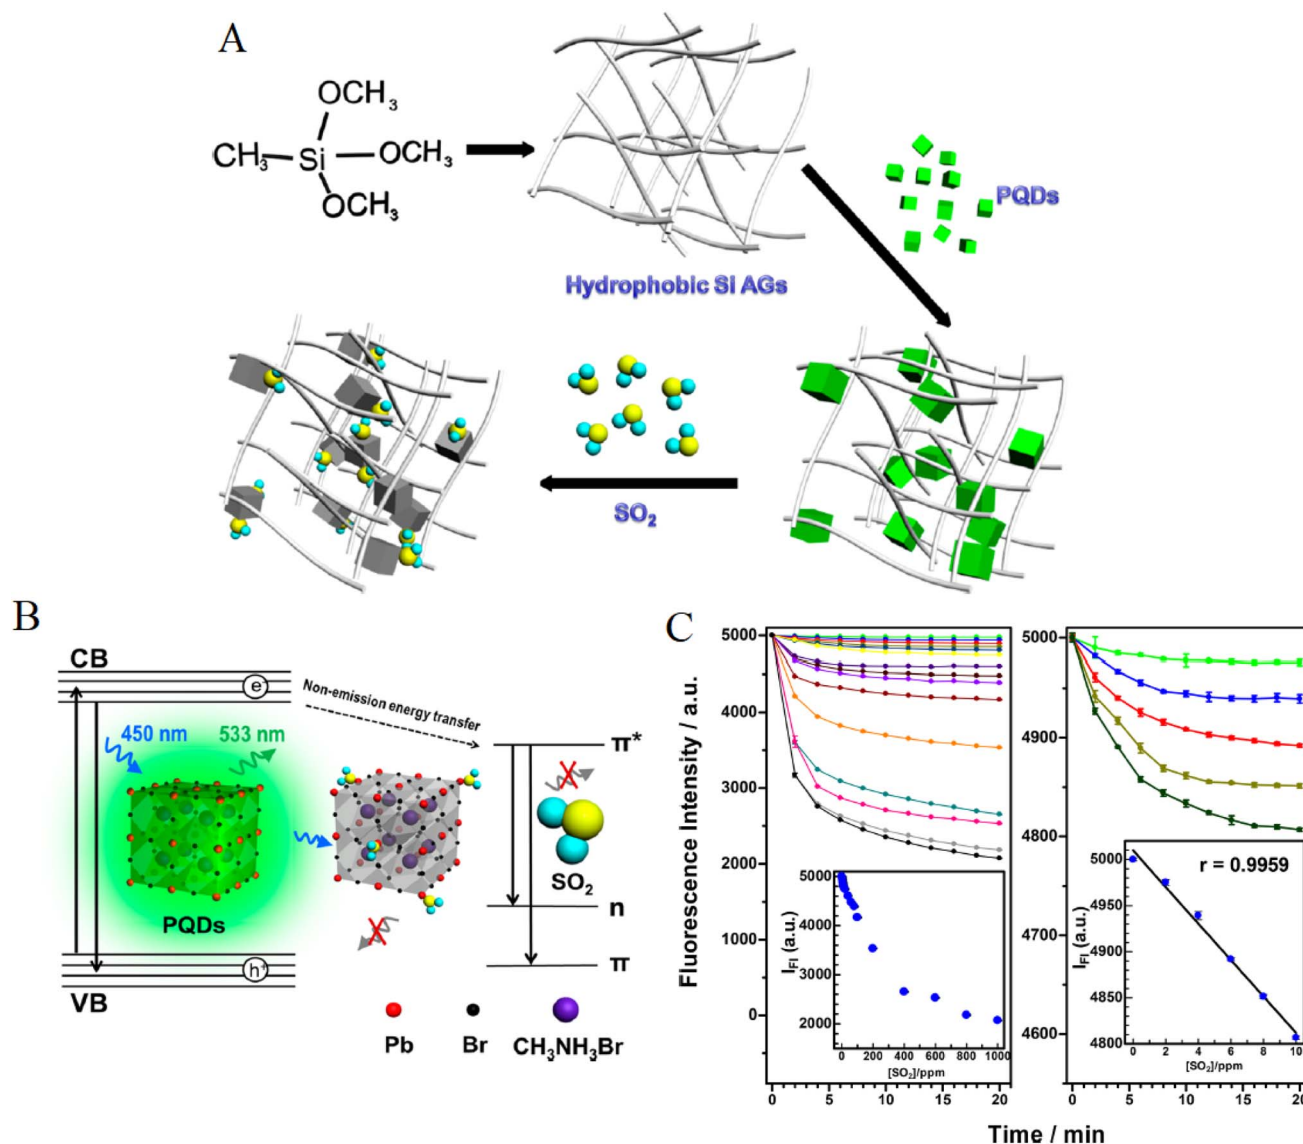 A
OCH₃
CH₃
Si
OCH₃
OCH₃
PQDs
Hydrophobic Si AGs
SO₂
B
CB
e⁻
Non-emission energy transfer
450 nm
533 nm
π*
SO₂
PQDs
n
h⁺
π
VB
Pb
Br
CH₃NH₃Br
C
Fluorescence Intensity / a.u.
5000
4000
3000
2000
1000
0
0
5
10
15
20
I_FI (a.u.)
5000
4000
3000
2000
0
200
400
600
800
1000
[SO₂]/ppm
5000
4900
4800
4700
4600
0
5
10
15
20
r = 0.9959
I_FI (a.u.)
5000
4950
4900
4850
4800
0
2
4
6
8
10
[SO₂]/ppm
Time / min